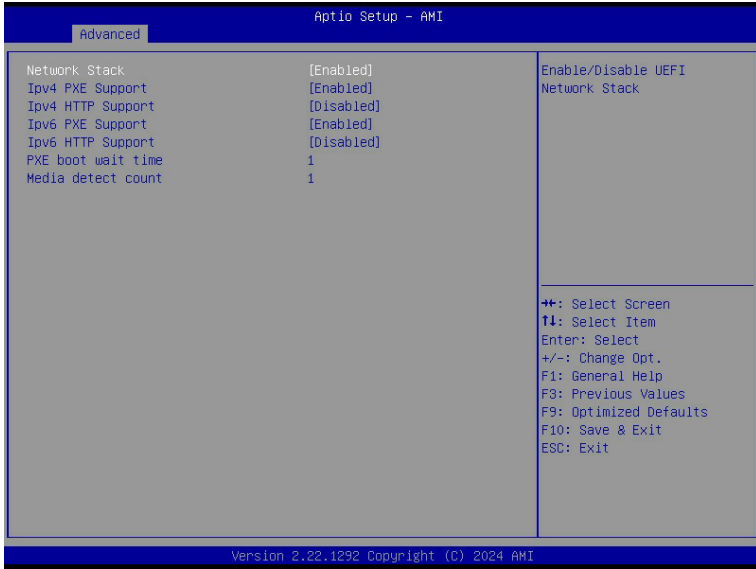 Aptio Setup – AMI
Advanced
Network Stack [Enabled]
Ipv4 PXE Support [Enabled]
Ipv4 HTTP Support [Disabled]
Ipv6 PXE Support [Enabled]
Ipv6 HTTP Support [Disabled]
PXE boot wait time 1
Media detect count 1
Enable/Disable UEFI
Network Stack
→←: Select Screen
↑↓: Select Item
Enter: Select
+/-: Change Opt.
F1: General Help
F3: Previous Values
F9: Optimized Defaults
F10: Save & Exit
ESC: Exit
Version 2.22.1292 Copyright (C) 2024 AMI